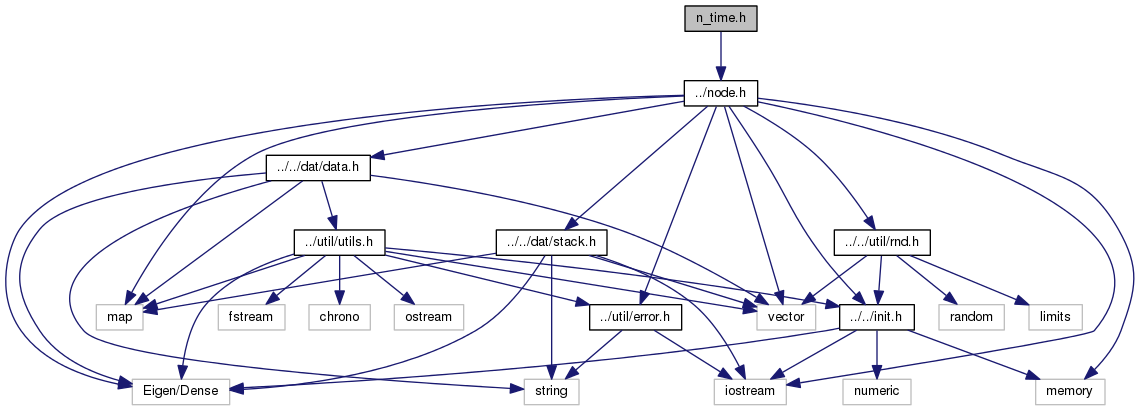 n_time.h
../node.h
../../dat/data.h
../util/utils.h
../../dat/stack.h
../../util/rnd.h
map
fstream
chrono
ostream
../util/error.h
vector
../../init.h
random
limits
Eigen/Dense
string
iostream
numeric
memory